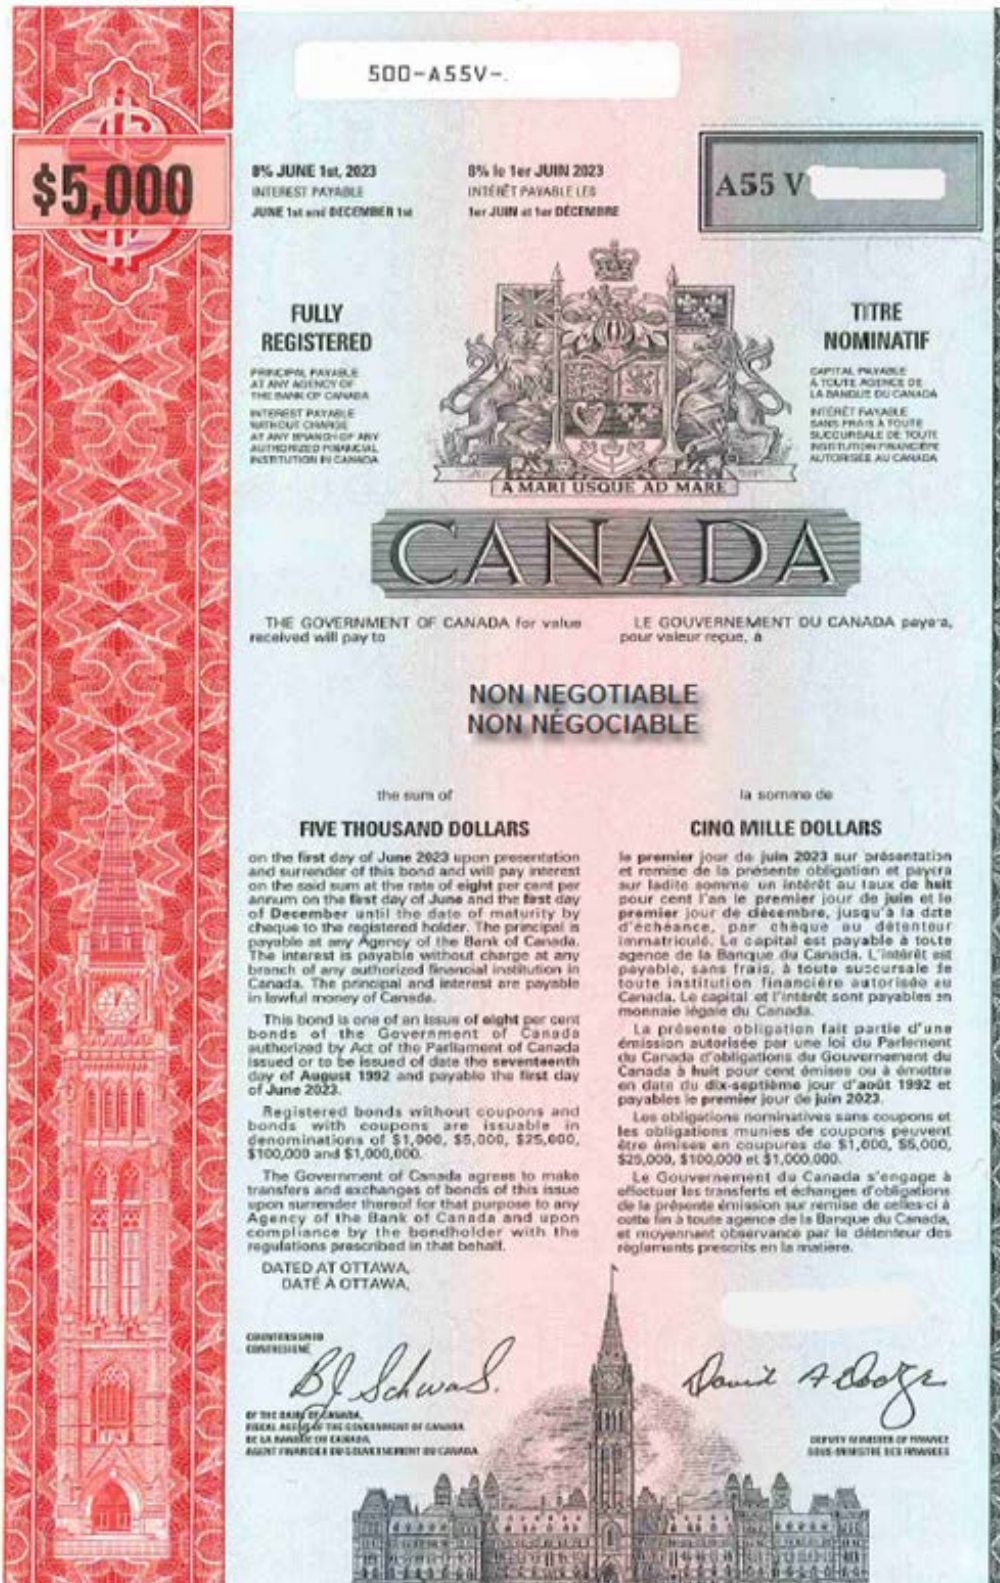 500-A55V-.
$5,000
8% JUNE 1st, 2023
INTEREST PAYABLE
JUNE 1st and DECEMBER 1st
8% le 1er JUIN 2023
INTÉRÊT PAYABLE LES
1er JUIN et 1er DÉCEMBRE
A55 V
FULLY
REGISTERED
PRINCIPAL PAYABLE
AT ANY AGENCY OF
THE BANK OF CANADA
INTEREST PAYABLE
WITHOUT CHARGE
AT ANY BRANCH OF ANY
AUTHORIZED FINANCIAL
INSTITUTION IN CANADA
TITRE
NOMINATIF
CAPITAL PAYABLE
À TOUTE AGENCE DE
LA BANQUE DU CANADA
INTÉRÊT PAYABLE
SANS FRAIS À TOUTE
SUCCURSALE DE TOUTE
INSTITUTION FINANCIÈRE
AUTORISÉE AU CANADA
A MARI USQUE AD MARE
CANADA
THE GOVERNMENT OF CANADA for value
received will pay to
LE GOUVERNEMENT DU CANADA payera,
pour valeur reçue, à
NON NEGOTIABLE
NON NÉGOCIABLE
the sum of
FIVE THOUSAND DOLLARS
on the first day of June 2023 upon presentation
and surrender of this bond and will pay interest
on the said sum at the rate of eight per cent per
annum on the first day of June and the first day
of December until the date of maturity by
cheque to the registered holder. The principal is
payable at any Agency of the Bank of Canada.
The interest is payable without charge at any
branch of any authorized financial institution in
Canada. The principal and interest are payable
in lawful money of Canada.
This bond is one of an issue of eight per cent
bonds of the Government of Canada
authorized by Act of the Parliament of Canada
issued or to be issued of date the seventeenth
day of August 1992 and payable the first day
of June 2023.
Registered bonds without coupons and
bonds with coupons are issuable in
denominations of $1,000, $5,000, $25,000,
$100,000 and $1,000,000.
The Government of Canada agrees to make
transfers and exchanges of bonds of this issue
upon surrender thereof for that purpose to any
Agency of the Bank of Canada and upon
compliance by the bondholder with the
regulations prescribed in that behalf.
la somme de
CINQ MILLE DOLLARS
le premier jour de juin 2023 sur présentation
et remise de la présente obligation et payera
sur ladite somme un intérêt au taux de huit
pour cent l'an le premier jour de juin et le
premier jour de décembre, jusqu'à la date
d'échéance, par chèque au détenteur
immatriculé. Le capital est payable à toute
agence de la Banque du Canada. L'intérêt est
payable, sans frais, à toute succursale de
toute institution financière autorisée au
Canada. Le capital et l'intérêt sont payables en
monnaie légale du Canada.
La présente obligation fait partie d'une
émission autorisée par une loi du Parlement
du Canada d'obligations du Gouvernement du
Canada à huit pour cent émises ou à émettre
en date du dix-septième jour d'août 1992 et
payables le premier jour de juin 2023.
Les obligations nominatives sans coupons et
les obligations munies de coupons peuvent
être émises en coupures de $1,000, $5,000,
$25,000, $100,000 et $1,000,000.
Le Gouvernement du Canada s'engage à
effectuer les transferts et échanges d'obligations
de la présente émission sur remise de celles-ci à
cette fin à toute agence de la Banque du Canada,
et moyennant observance par le détenteur des
règlements prescrits en la matière.
DATED AT OTTAWA,
DATÉ À OTTAWA,
COUNTERSIGNED
CONTRESIGNÉ
David A Dodge
OF THE BANK OF CANADA,
FISCAL AGENT OF THE GOVERNMENT OF CANADA
DE LA BANQUE DU CANADA,
AGENT FINANCIER DU GOUVERNEMENT DU CANADA
DEPUTY MINISTER OF FINANCE
SOUS-MINISTRE DES FINANCES